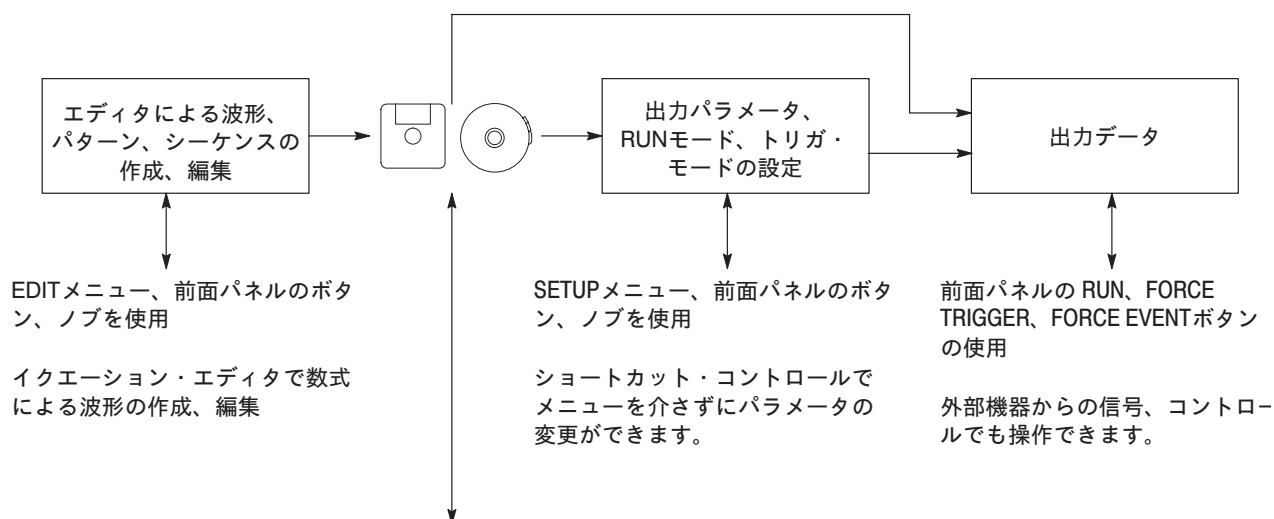 エディタによる波形、
パターン、シーケンスの
作成、編集
出力パラメータ、
RUNモード、トリガ・
モードの設定
出力データ
EDITメニュー、前面パネルのボタ
ン、ノブを使用
イクエーション・エディタで数式
による波形の作成、編集
SETUPメニュー、前面パネルのボタ
ン、ノブを使用
ショートカット・コントロールで
メニューを介さずにパラメータの
変更ができます。
前面パネルの RUN、FORCE
TRIGGER、FORCE EVENTボタン
の使用
外部機器からの信号、コントロー
ルでも操作できます。